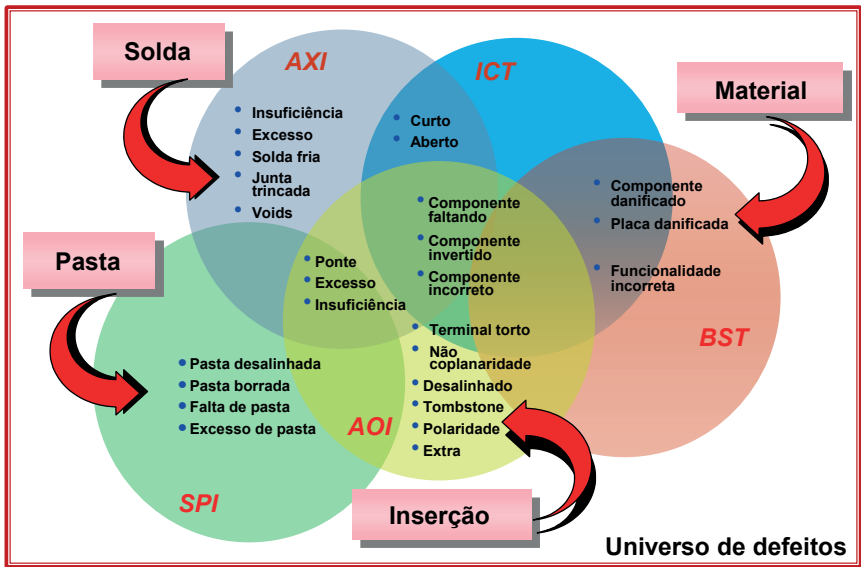 Solda
AXI
ICT
Material
Insuficiência
Excesso
Solda fria
Junta
trincada
Voids
Curto
Aberto
Componente
danificado
Placa danificada
Funcionalidade
incorreta
Componente
faltando
Componente
invertido
Componente
incorreto
Pasta
Ponte
Excesso
Insuficiência
BST
Terminal torto
Não
coplanaridade
Desalinhado
Tombstone
Polaridade
Extra
Pasta desalinhada
Pasta borrada
Falta de pasta
Excesso de pasta
AOI
SPI
Inserção
Universo de defeitos